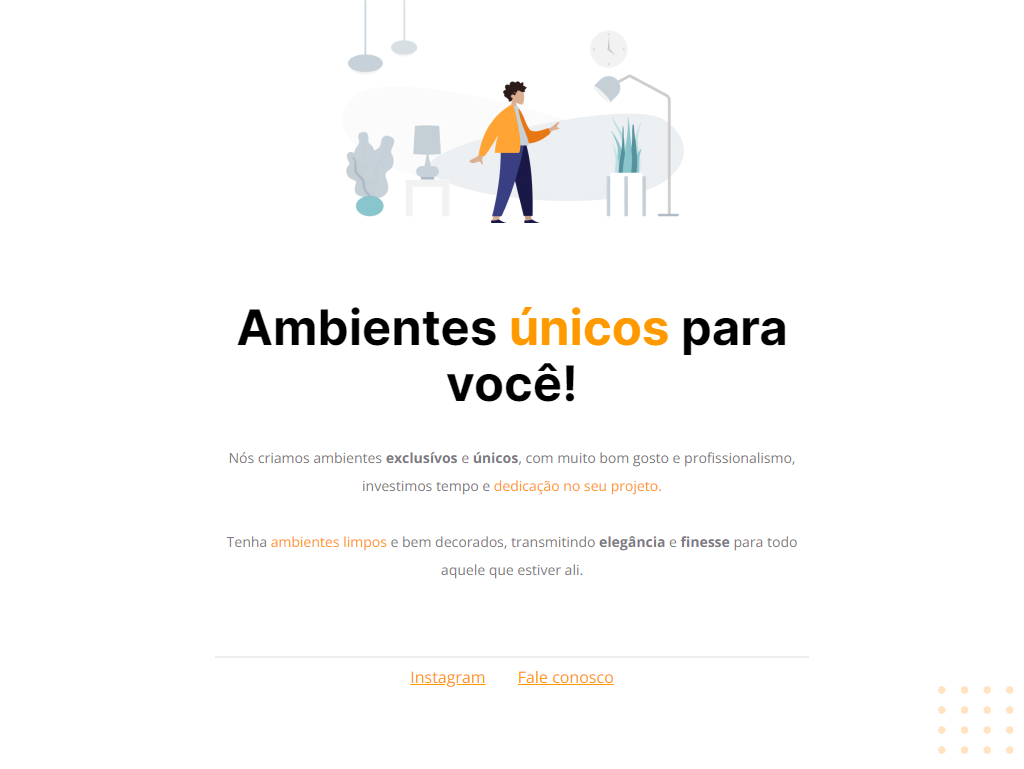 Ambientes únicos para
você!
Nós criamos ambientes exclusívos e únicos, com muito bom gosto e profissionalismo,
investimos tempo e dedicação no seu projeto.
Tenha ambientes limpos e bem decorados, transmitindo elegância e finesse para todo
aquele que estiver ali.
Instagram Fale conosco